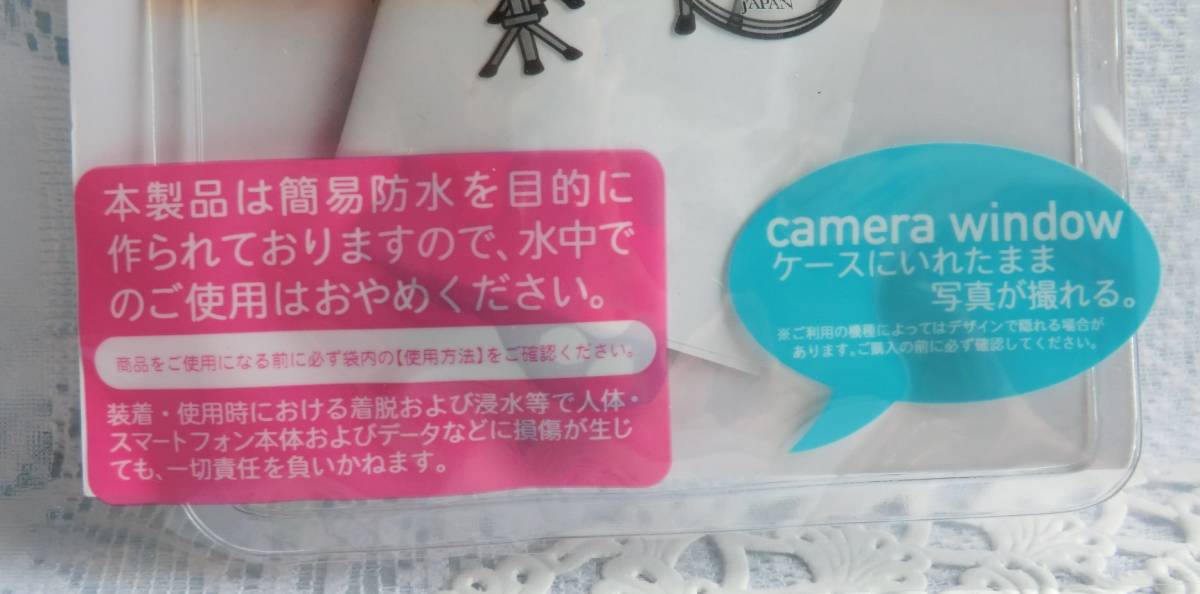 JAPAN
本製品は簡易防水を目的に
作られておりますので、水中で
のご使用はおやめください。
商品をご使用になる前に必ず袋内の【使用方法】をご確認ください。
装着・使用時における着脱および浸水等で人体・
スマートフォン本体およびデータなどに損傷が生じ
ても、一切責任を負いかねます。
camera window
ケースにいれたまま
写真が撮れる。
※ご利用の機種によってはデザインで隠れる場合が
あります。ご購入の前に必ず確認してください。